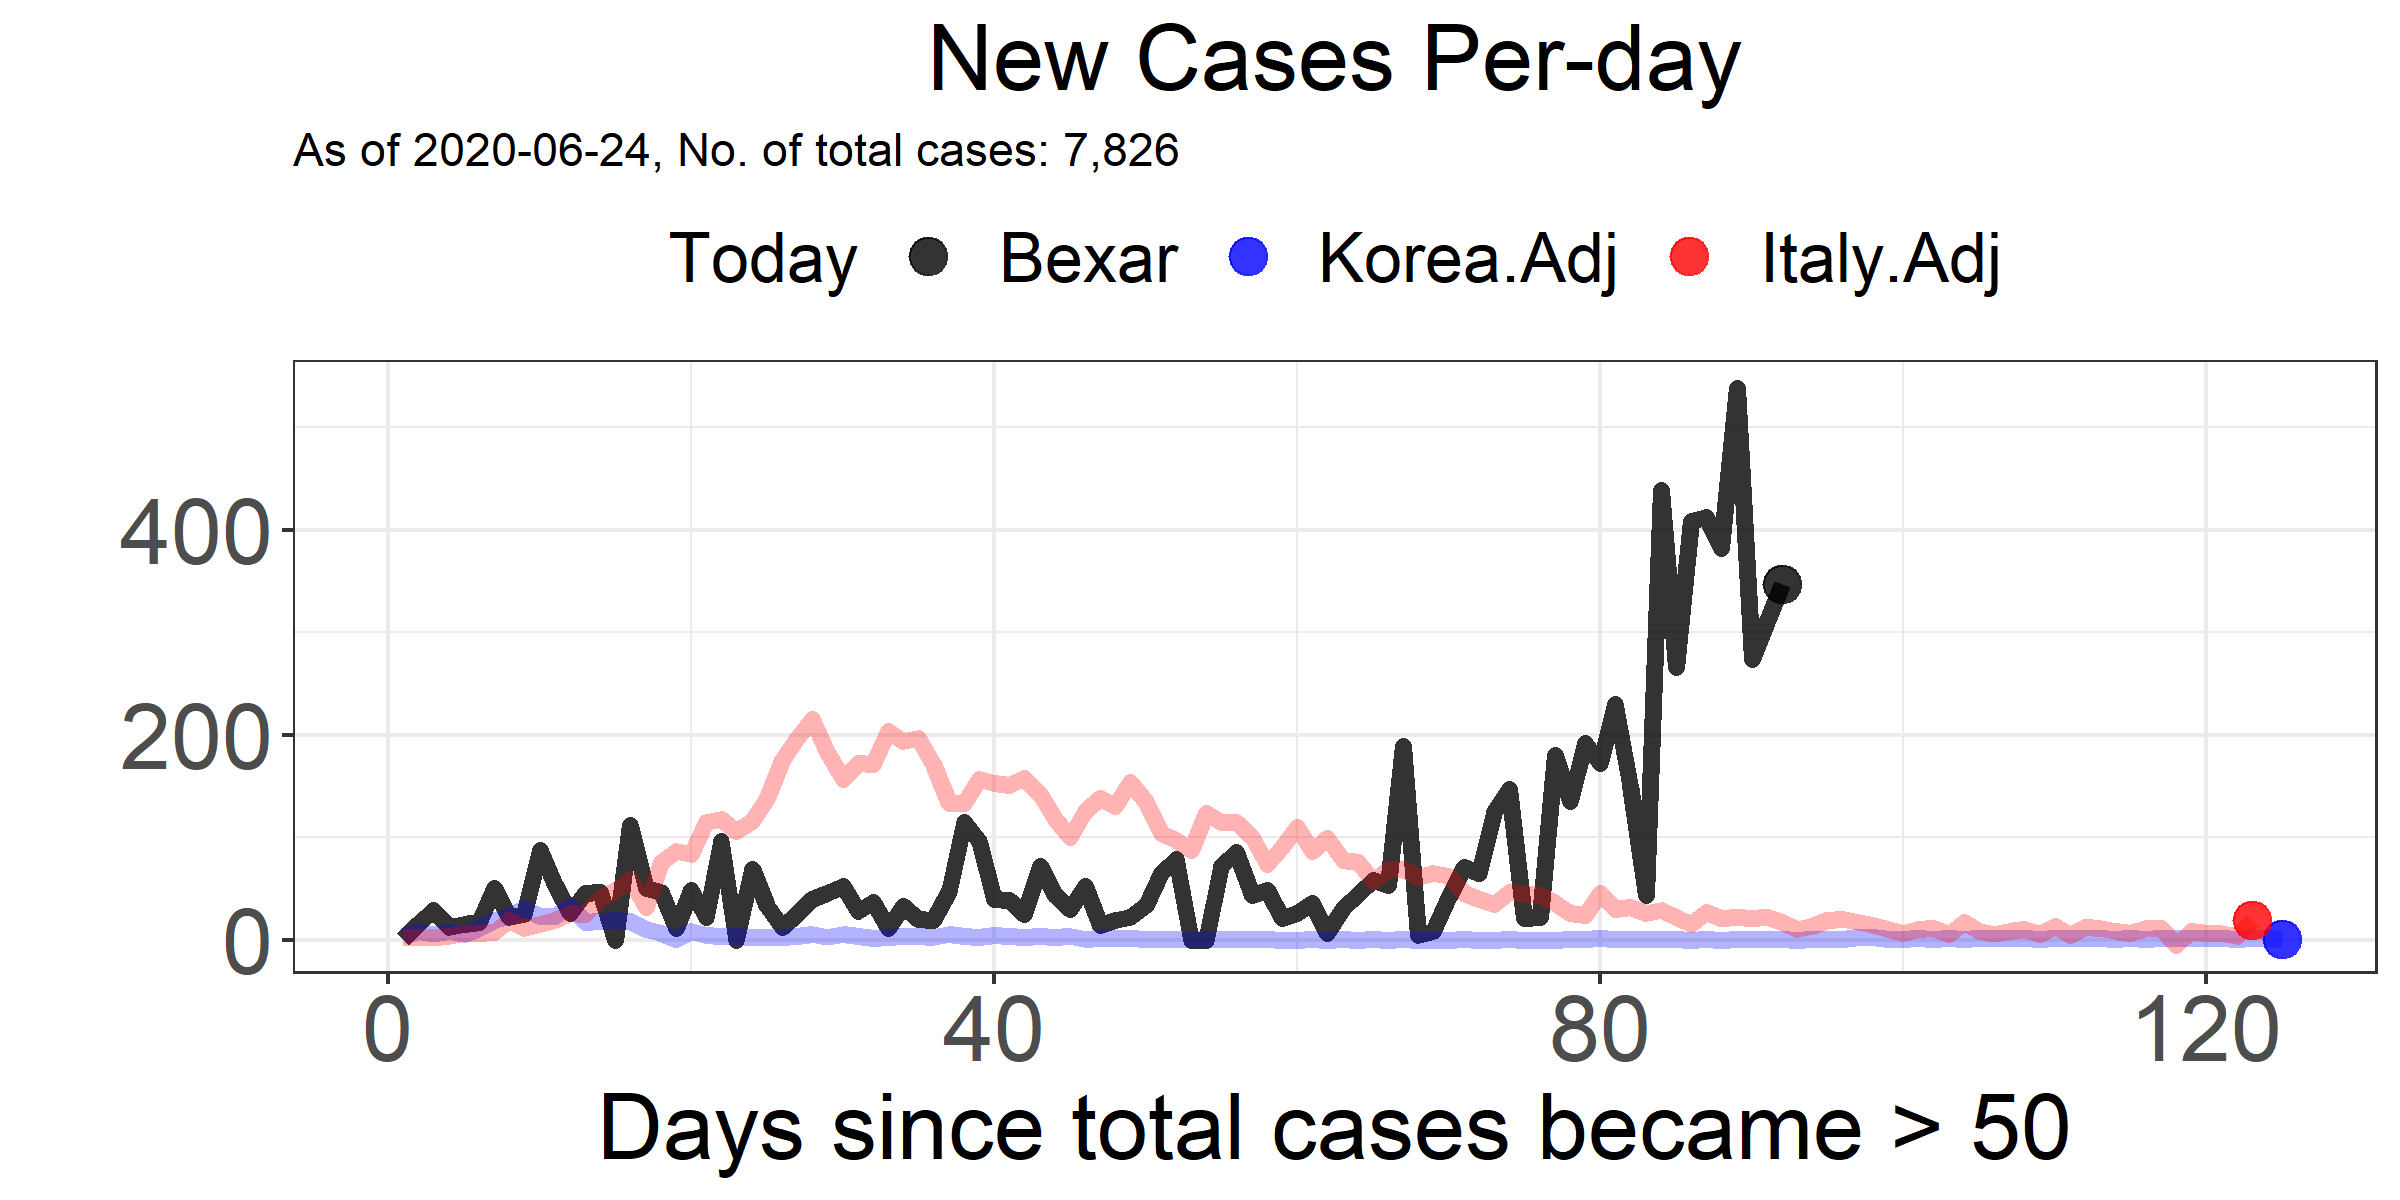 New Cases Per-day
As of 2020-06-24, No. of total cases: 7,826
Today Bexar Korea.Adj Italy.Adj
400
200
0
0 40 80 120
Days since total cases became > 50